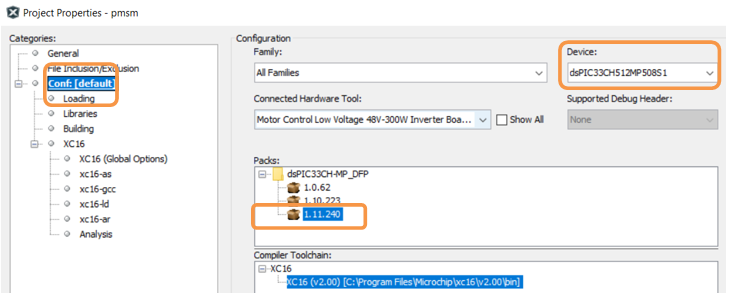 Project Properties - pmsm
Categories:
General
File Inclusion/Exclusion
Conf: [default]
Loading
Libraries
Building
XC16
XC16 (Global Options)
xc16-as
xc16-gcc
xc16-ld
xc16-ar
Analysis
Configuration
Family:
Device:
All Families
dsPIC33CH512MP508S1
Connected Hardware Tool:
Supported Debug Header:
Motor Control Low Voltage 48V-300W Inverter Boa...
Show All
None
Packs:
dsPIC33CH-MP_DFP
1.0.62
1.10.223
1.11.240
Compiler Toolchain:
XC16
XC16 (v2.00) [C:\Program Files\Microchip\xc16\v2.00\bin]